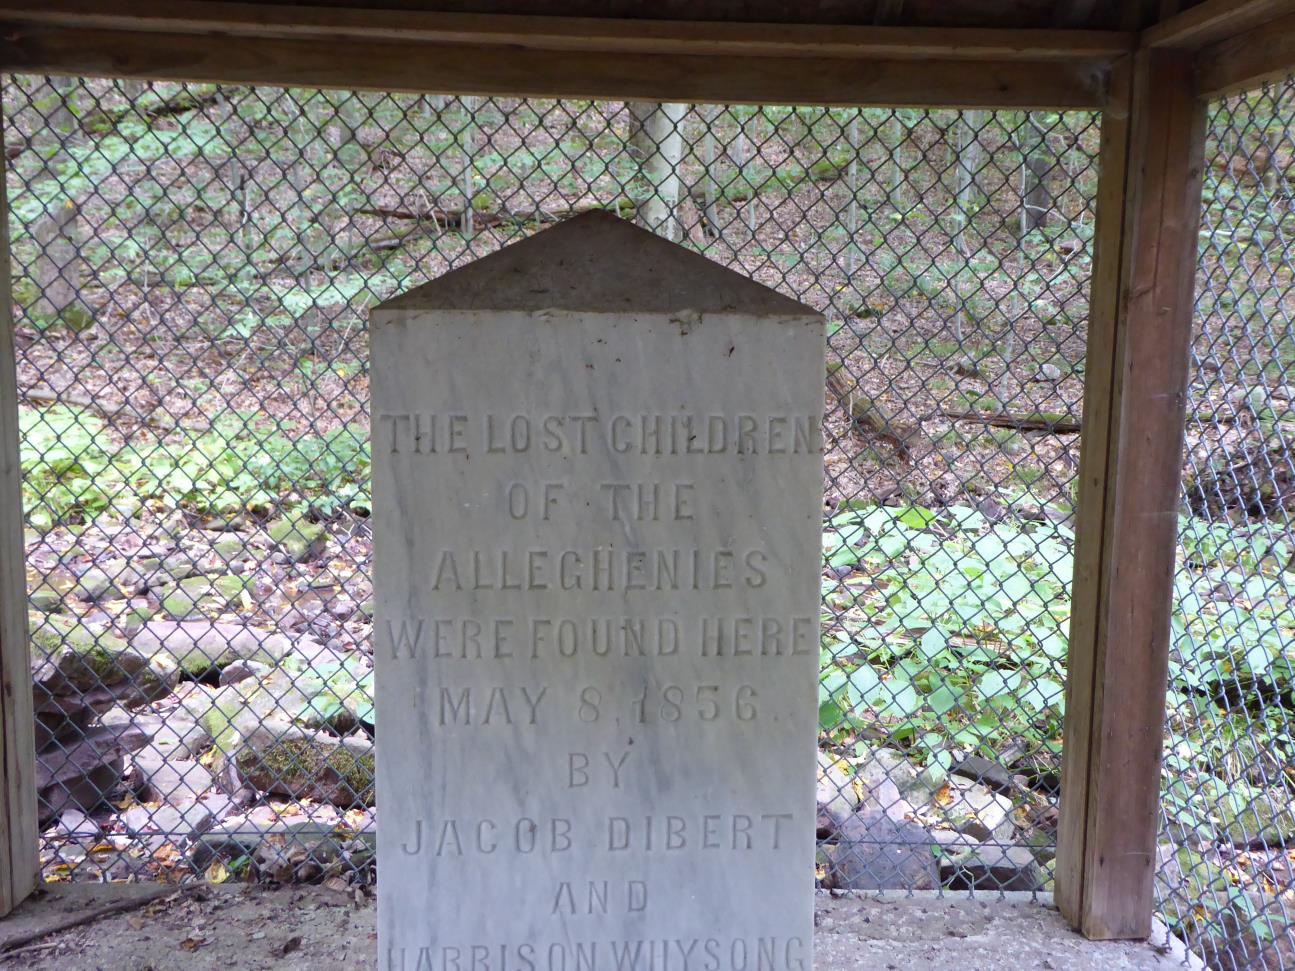 THE LOST CHILDREN
OF THE
ALLEGHENIES
WERE FOUND HERE
MAY 8, 1856
BY
JACOB DIBERT
AND
HARRISON WHYSONG